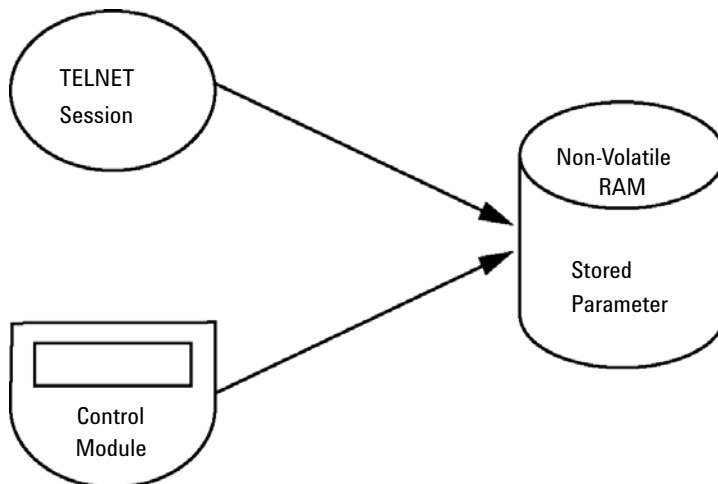 TELNET
Session
Non-Volatile
RAM
Stored
Parameter
Control
Module